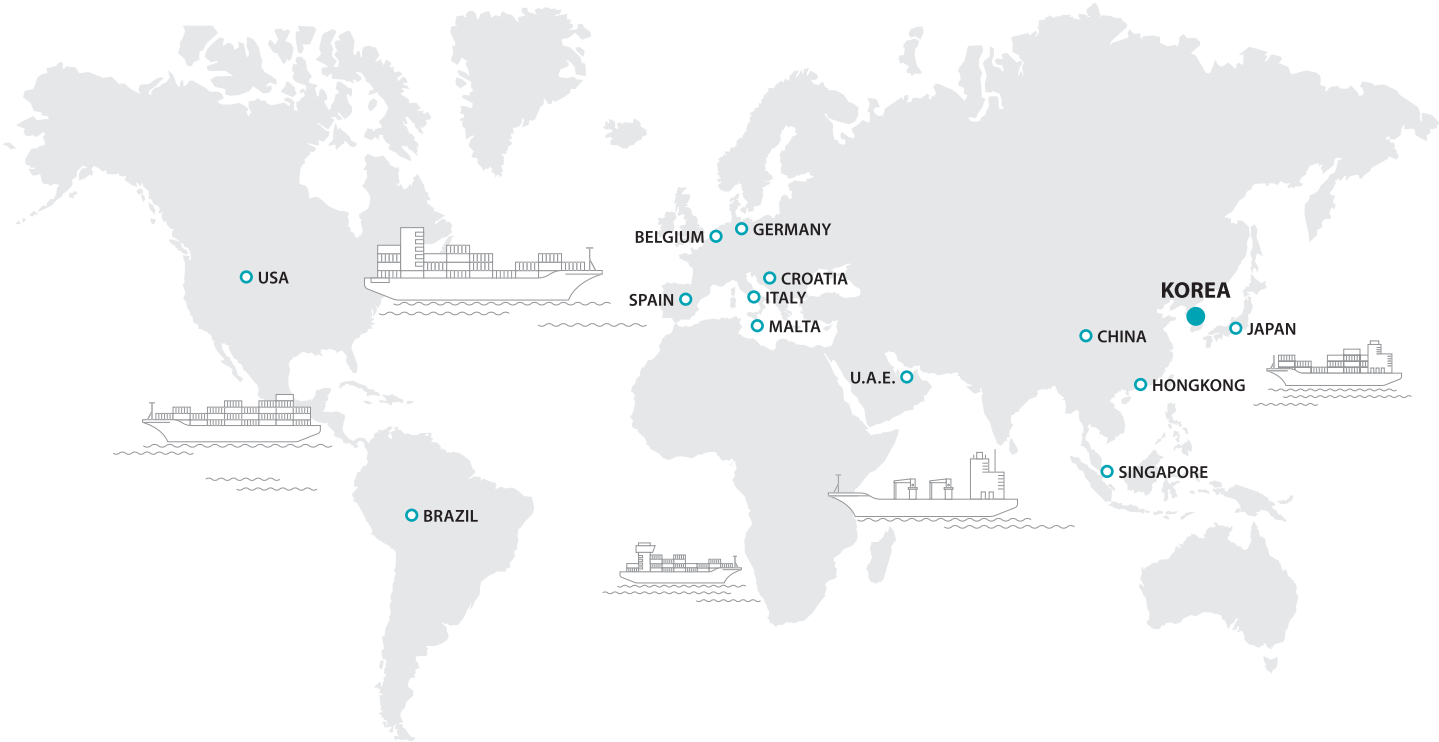 BELGIUM
GERMANY
USA
CROATIA
SPAIN
ITALY
KOREA
MALTA
CHINA
JAPAN
U.A.E.
HONGKONG
SINGAPORE
BRAZIL